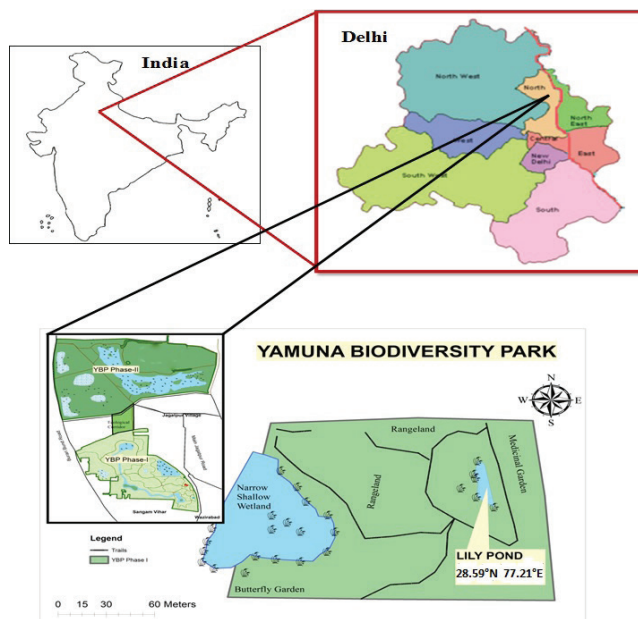 India
Delhi
North West
North
North East
West
Central
New Delhi
East
South West
South
YAMUNA BIODIVERSITY PARK
N
W
E
S
YBP Phase-II
Jagatpur Village
YBP Phase-I
Sangam Vihar
Wazirabad
Legend
Trails
YBP Phase I
0 15 30 60 Meters
Rangeland
Rangeland
Medicinal Garden
Narrow
Shallow
Wetland
Butterfly Garden
LILY POND
28.59°N 77.21°E